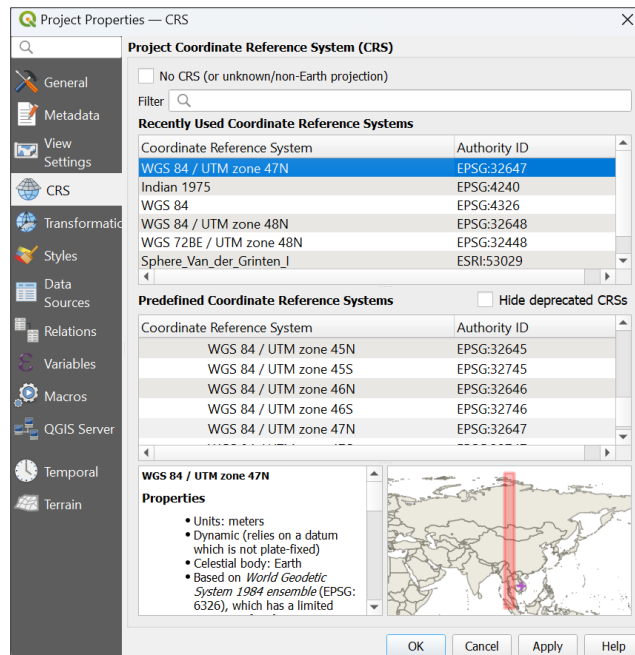 Project Properties — CRS
General
Metadata
View
Settings
CRS
Transformatic
Styles
Data
Sources
Relations
Variables
Macros
QGIS Server
Temporal
Terrain
Project Coordinate Reference System (CRS)
No CRS (or unknown/non-Earth projection)
Filter
Recently Used Coordinate Reference Systems
Coordinate Reference System Authority ID
WGS 84 / UTM zone 47N EPSG:32647
Indian 1975 EPSG:4240
WGS 84 EPSG:4326
WGS 84 / UTM zone 48N EPSG:32648
WGS 72BE / UTM zone 48N EPSG:32448
Sphere_Van_der_Grinten_I ESRI:53029
Predefined Coordinate Reference Systems Hide deprecated CRSs
Coordinate Reference System Authority ID
WGS 84 / UTM zone 45N EPSG:32645
WGS 84 / UTM zone 45S EPSG:32745
WGS 84 / UTM zone 46N EPSG:32646
WGS 84 / UTM zone 46S EPSG:32746
WGS 84 / UTM zone 47N EPSG:32647
WGS 84 / UTM zone 47N
Properties
• Units: meters
• Dynamic (relies on a datum
which is not plate-fixed)
• Celestial body: Earth
• Based on World Geodetic
System 1984 ensemble (EPSG:
6326), which has a limited
OK Cancel Apply Help